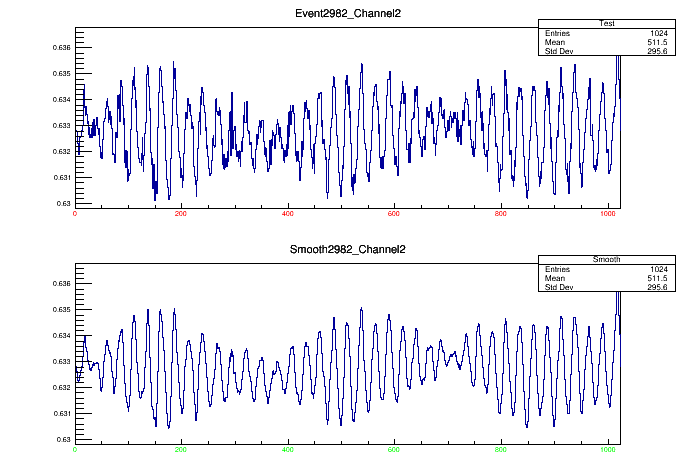 Event2982_Channel2
Test
Entries 1024
Mean 511.5
Std Dev 295.6
0.636
0.635
0.634
0.633
0.632
0.631
0.63
0 200 400 600 800 1000
Smooth2982_Channel2
Smooth
Entries 1024
Mean 511.5
Std Dev 295.6
0.636
0.635
0.634
0.633
0.632
0.631
0.63
0 200 400 600 800 1000